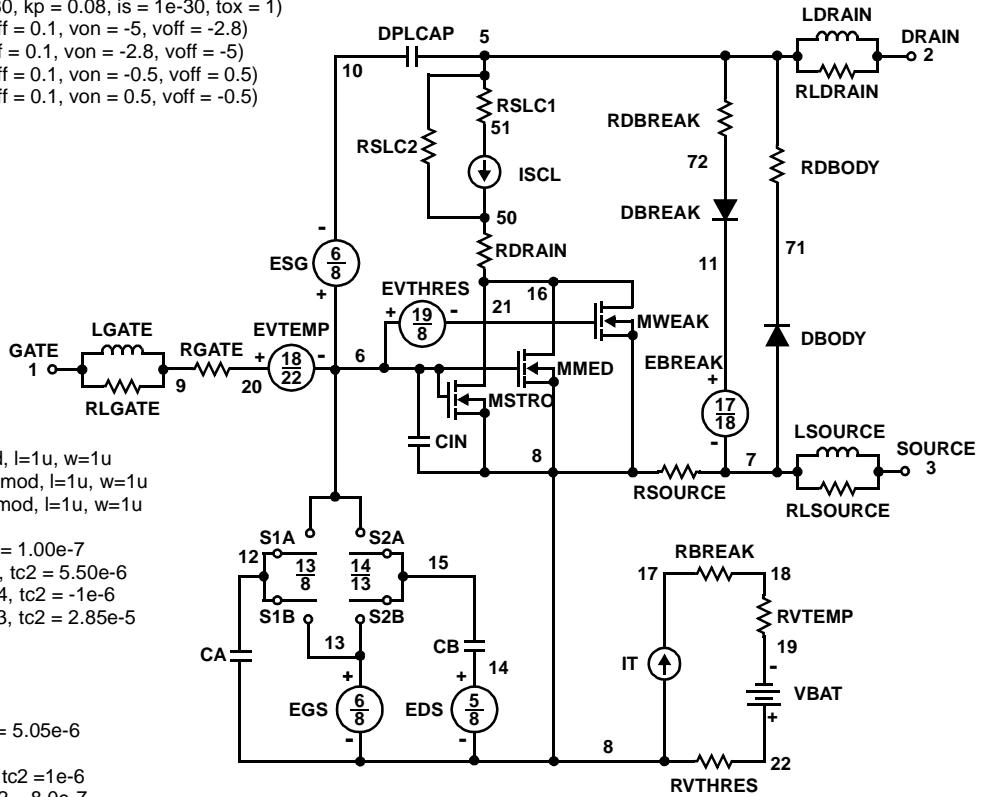 60, kp = 0.08, is = 1e-30, tox = 1)
off = 0.1, von = -5, voff = -2.8)
ff = 0.1, von = -2.8, voff = -5)
ff = 0.1, von = -0.5, voff = 0.5)
ff = 0.1, von = 0.5, voff = -0.5)
DPLCAP
5
LDRAIN
DRAIN
2
RLDRAIN
10
RSLC1
51
RSLC2
ISCL
RDBREAK
72
RDBODY
DBREAK
50
RDRAIN
71
11
ESG
6
8
-
+
EVTHRES
+
19
8
-
21
16
MWEAK
DBODY
LGATE
GATE
1
RLGATE
9
RGATE
20
EVTEMP
+
18
22
-
6
MMED
MSTRO
EBREAK
+
17
18
-
CIN
8
RSOURCE
7
LSOURCE
SOURCE
3
RLSOURCE
d, l=1u, w=1u
mod, l=1u, w=1u
mod, l=1u, w=1u
= 1.00e-7
, tc2 = 5.50e-6
4, tc2 = -1e-6
3, tc2 = 2.85e-5
= 5.05e-6
tc2 =1e-6
S1A
S2A
12
13
8
14
13
15
S1B
S2B
13
CA
CB
14
+
EGS
6
8
-
+
EDS
5
8
-
8
RBREAK
17
18
RVTEMP
19
IT
-
VBAT
+
22
RVTHRES